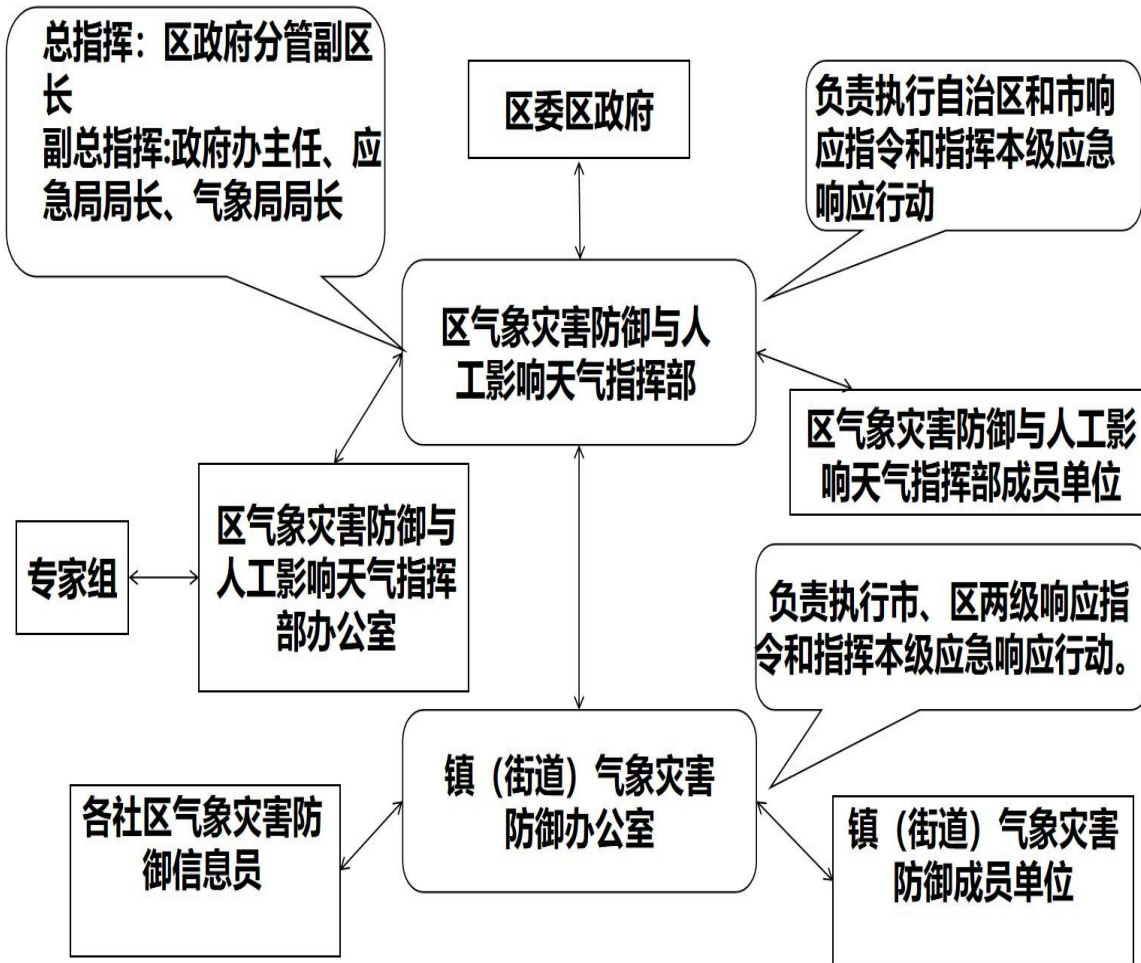 总指挥：区政府分管副区
长
副总指挥:政府办主任、应
急局局长、气象局局长
区委区政府
负责执行自治区和市响
应指令和指挥本级应急
响应行动
区气象灾害防御与人
工影响天气指挥部
区气象灾害防御与人工影
响天气指挥部成员单位
专家组
区气象灾害防御与
人工影响天气指挥
部办公室
负责执行市、区两级响应指
令和指挥本级应急响应行动。
镇（街道）气象灾害
防御办公室
各社区气象灾害防
御信息员
镇（街道）气象灾害
防御成员单位